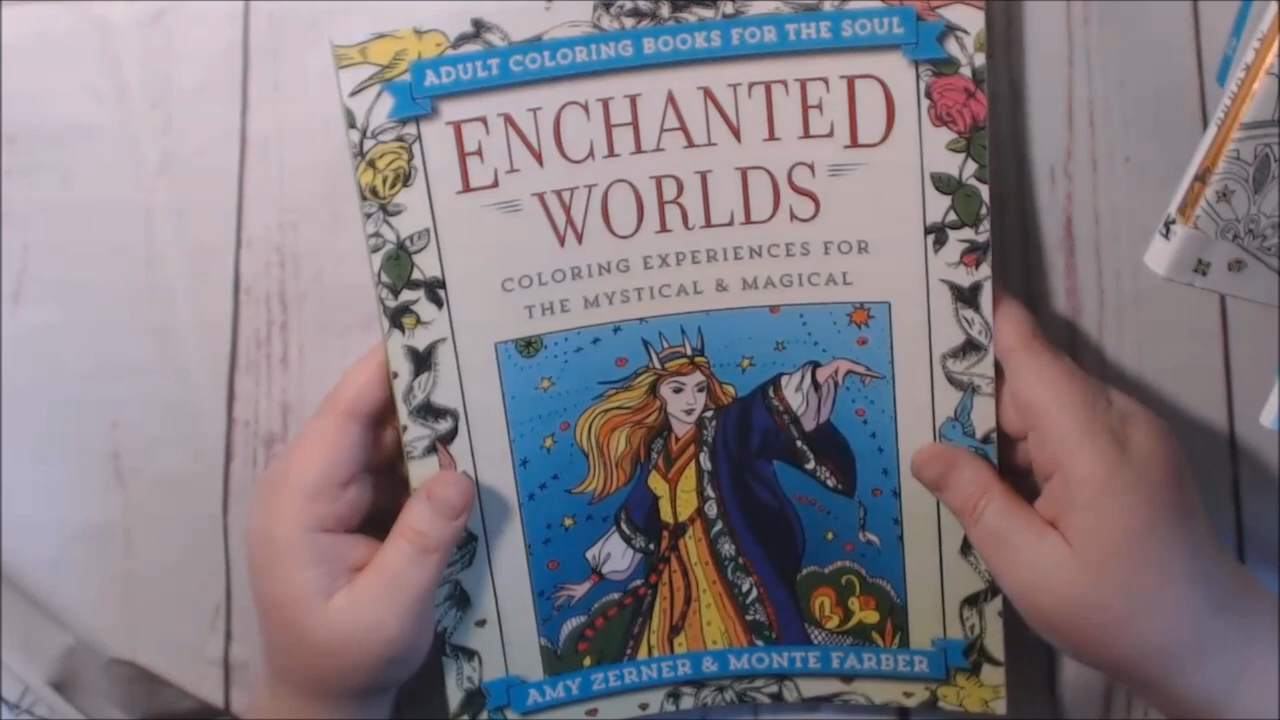 ADULT COLORING BOOKS FOR THE SOUL
ENCHANTED
WORLDS
COLORING EXPERIENCES FOR
THE MYSTICAL & MAGICAL
AMY ZERNER & MONTE FARBER